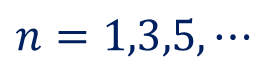 n = 1,3,5, ⋯